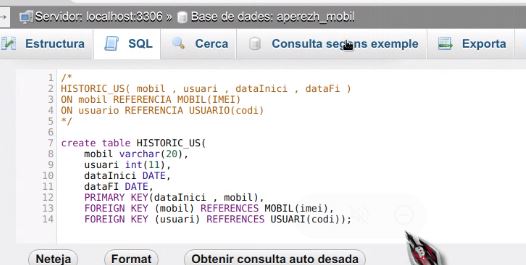 Servidor: localhost:3306 » Base de dades: aperezh_mobil
Estructura SQL Cerca Consulta segons exemple Exporta
1 /*
2 HISTORIC_US( mobil , usuari , dataInici , dataFi )
3 ON mobil REFERENCIA MOBIL(IMEI)
4 ON usuario REFERENCIA USUARIO(codi)
5 */
6
7 create table HISTORIC_US(
8 mobil varchar(20),
9 usuari int(11),
10 dataInici DATE,
11 dataFI DATE,
12 PRIMARY KEY(dataInici , mobil),
13 FOREIGN KEY (mobil) REFERENCES MOBIL(imei),
14 FOREIGN KEY (usuari) REFERENCES USUARI(codi));
Neteja Format Obtenir consulta auto desada